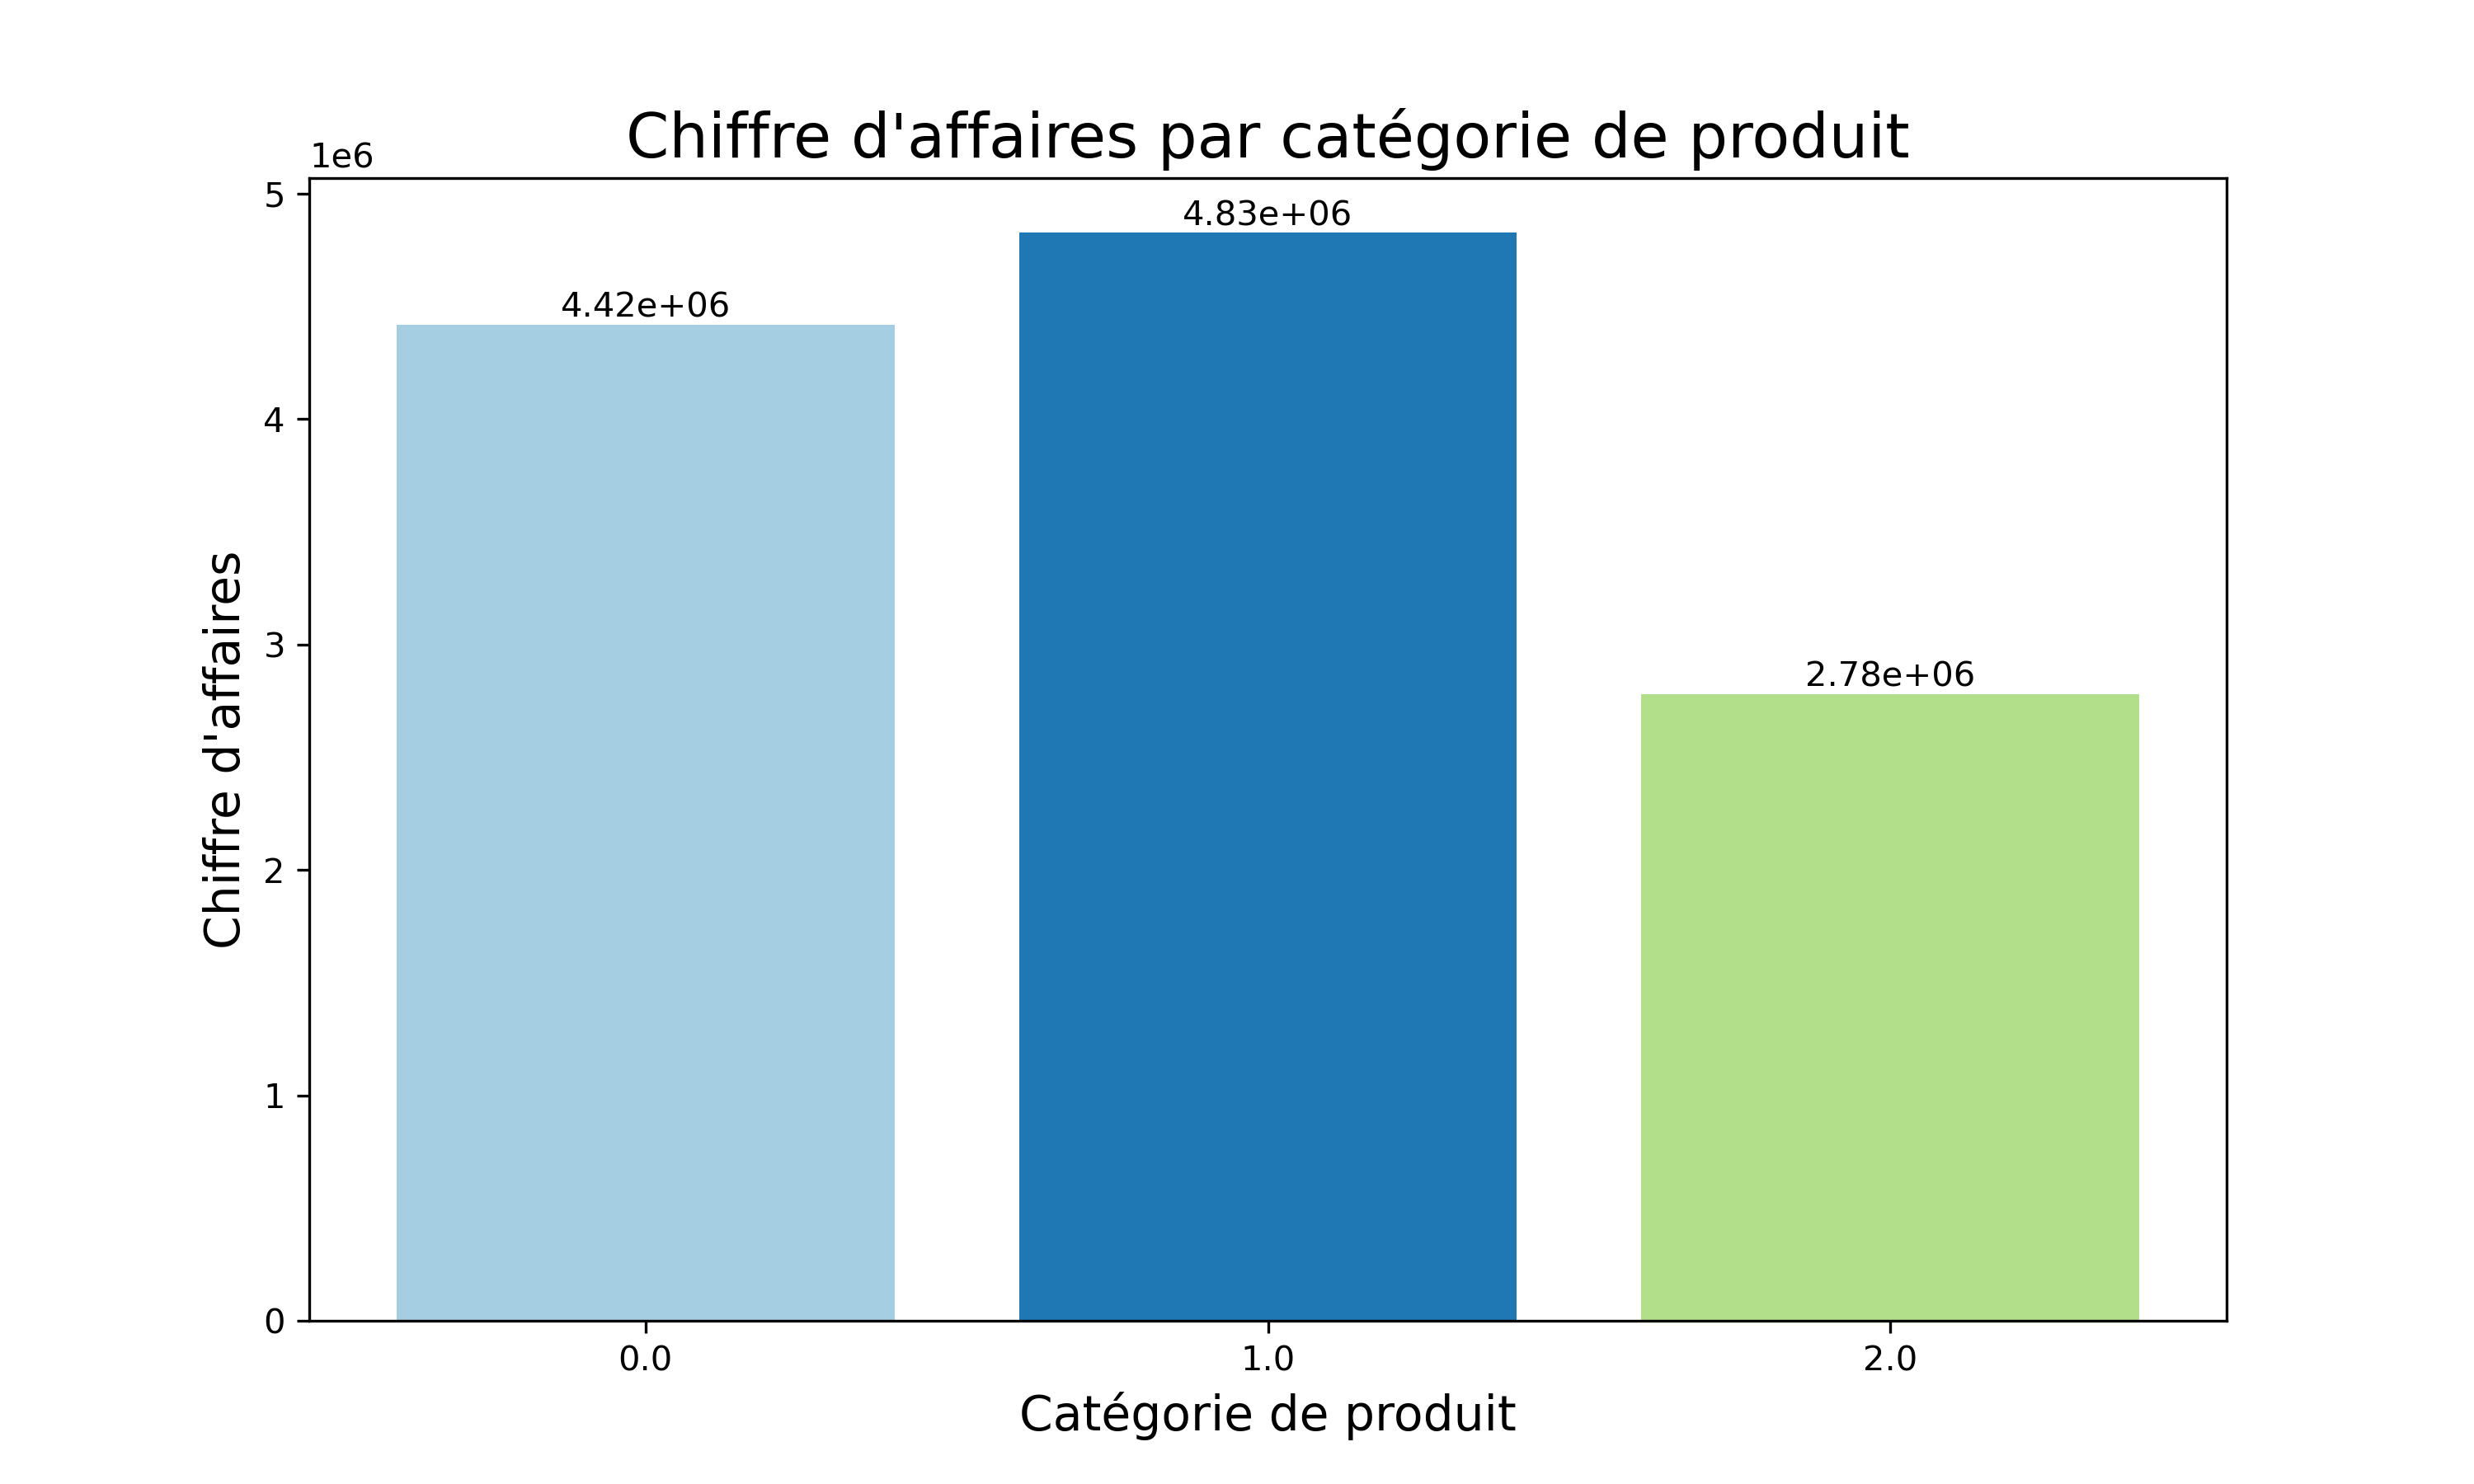 Chiffre d'affaires par catégorie de produit
1e6
5
4
3
2
1
0
Chiffre d'affaires
4.42e+06
4.83e+06
2.78e+06
0.0
1.0
2.0
Catégorie de produit